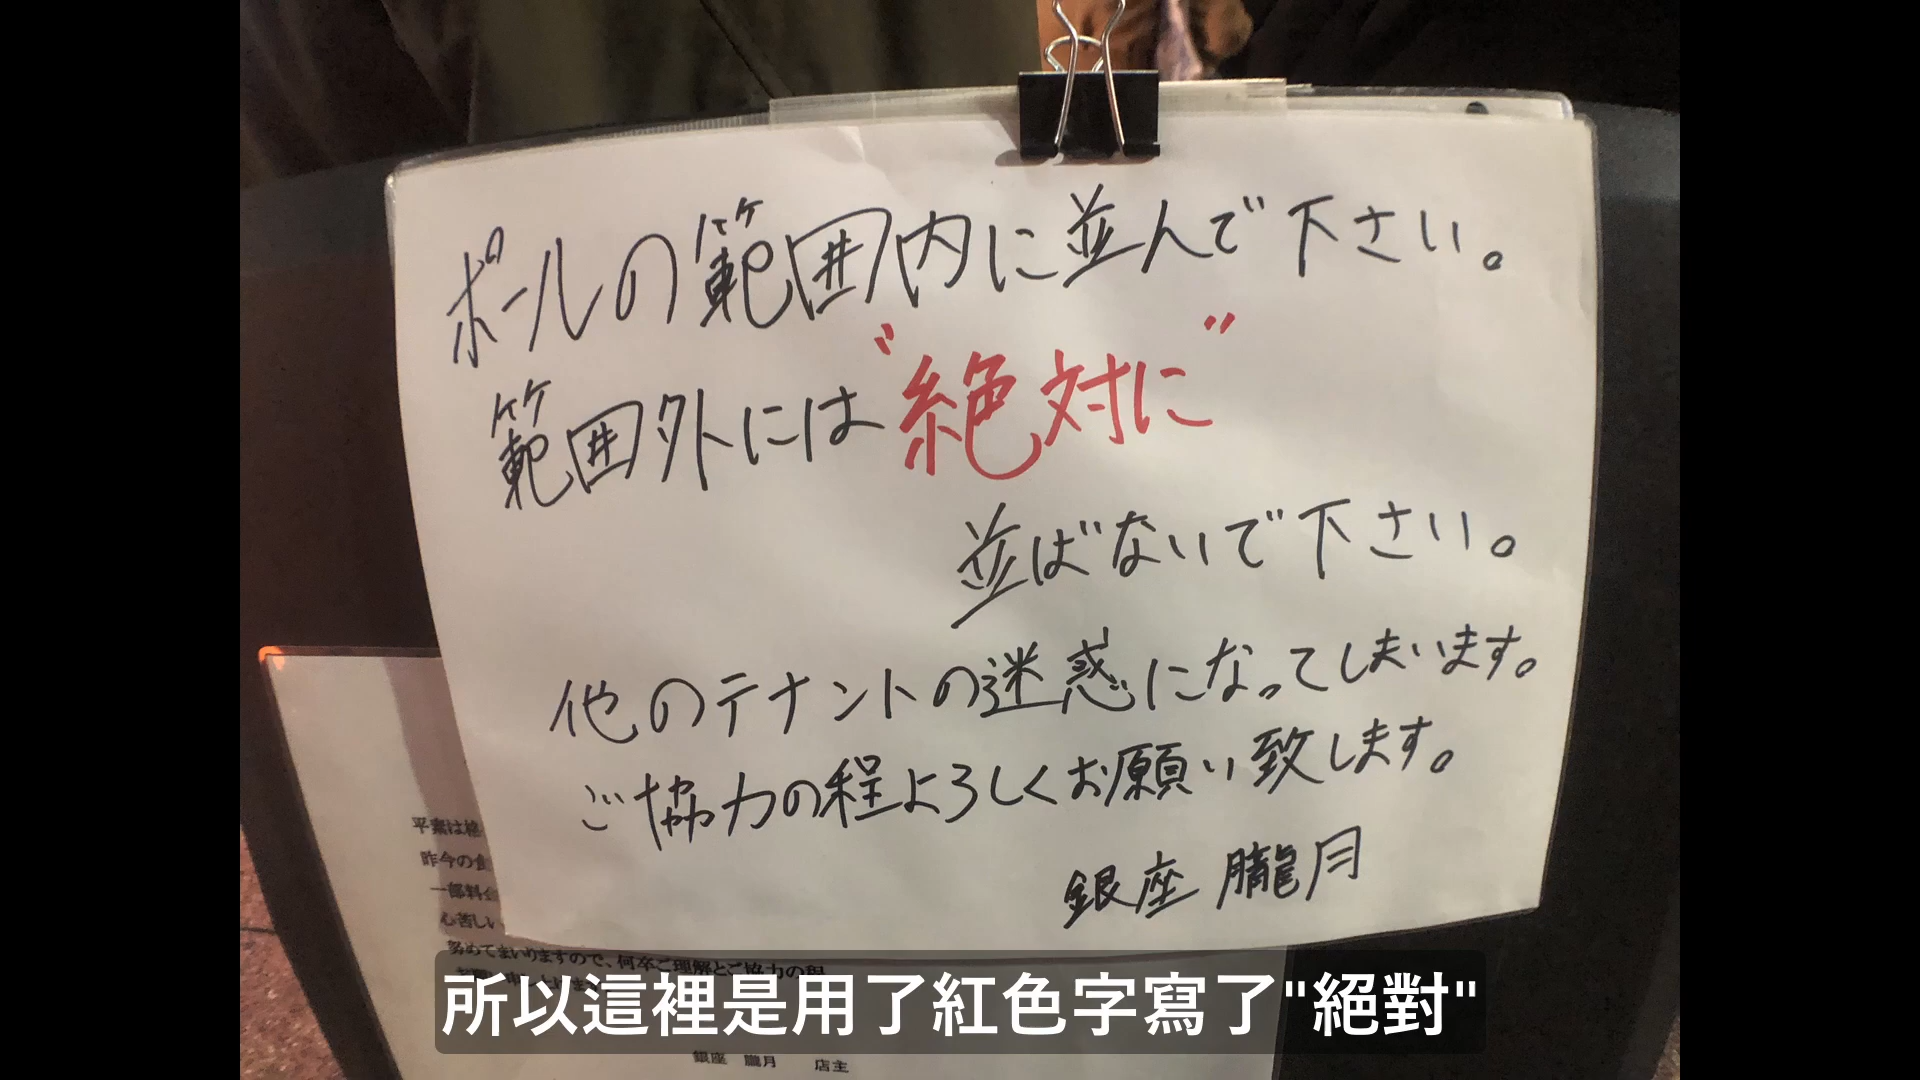 ポールの範囲内に並んで下さい。
範囲外には"絶対に"
並ばないで下さい。
他のテナントの迷惑になってしまいます。
ご協力の程よろしくお願い致します。
銀座 朧月
平素は格
昨今の食
一部料金
心苦しい
努めてまいりますので、何卒ご理解とご協力の程
所以這裡是用了紅色字寫了"絕對"
銀座 朧月 店主